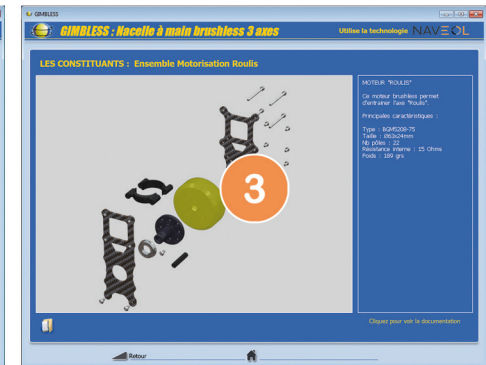 GIMBLESS
GIMBLESS : Nacelle à main brushless 3 axes
Utilise la technologie NAVEOL
LES CONSTITUANTS : Ensemble Motorisation Roulis
MOTEUR "ROULIS"
Ce moteur brushless permet
d'entrainer l'axe "Roulis".
Principales caractéristiques :
Type : BGM5208-75
Taille : Ø63x24mm
Nb pôles : 22
Résistance interne : 15 Ohms
Poids : 189 grs
3
Cliquez pour voir la documentation
Retour